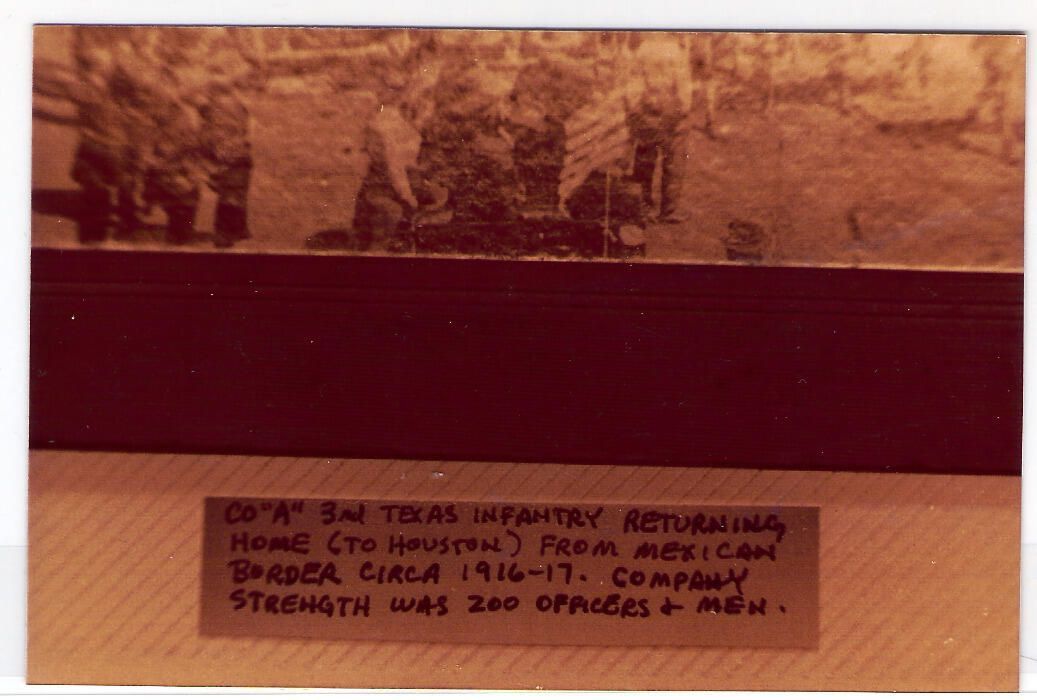 CO "A" 3rd TEXAS INFANTRY RETURNING
HOME (TO HOUSTON) FROM MEXICAN
BORDER CIRCA 1916-17. COMPANY
STRENGTH WAS 200 OFFICERS & MEN.